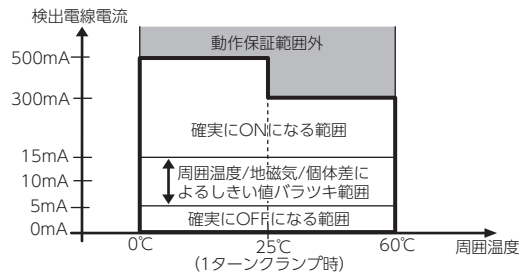 検出電線電流
動作保証範囲外
500mA
300mA
確実にONになる範囲
15mA
10mA
5mA
0mA
周囲温度/地磁気/個体差に
よるしきい値バラツキ範囲
確実にOFFになる範囲
0℃
25℃
60℃
周囲温度
(1ターンクランプ時)